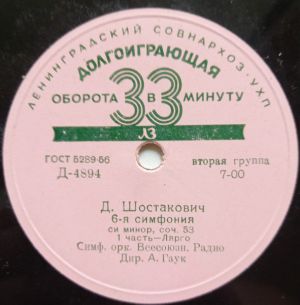 ЛЕНИНГРАДСКИЙ СОВНАРХОЗ·УХП
ДОЛГОИГРАЮЩАЯ
ОБОРОТА 33 В МИНУТУ
ЛЗ
ГОСТ 5289-56
вторая группа
Д-4894
7-00
Д. Шостакович
6-я симфония
си минор, соч. 53
1 часть—Лярго
Симф. орк. Всесоюзн. Радио
Дир. А. Гаук